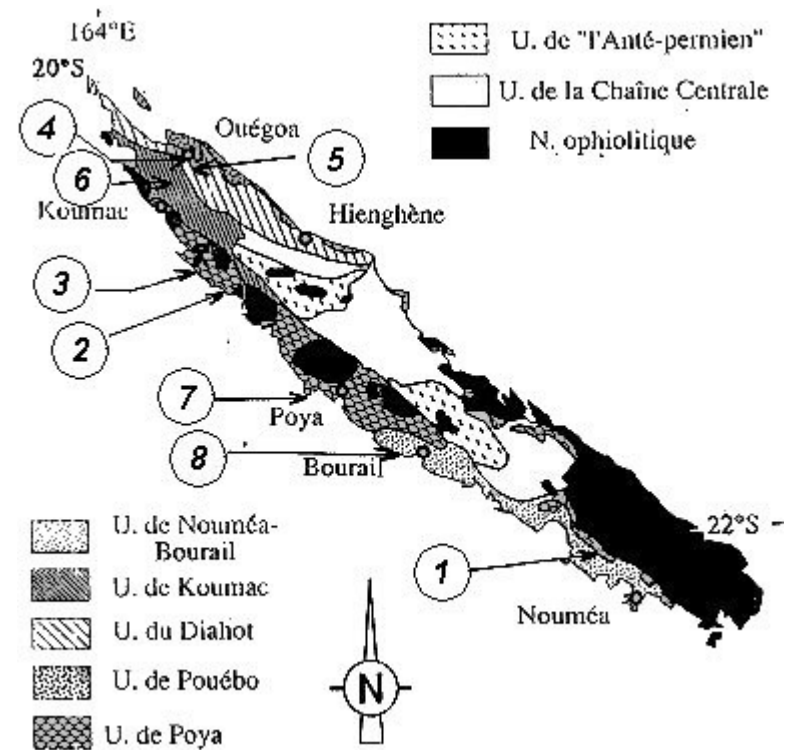 164°E
20°S
U. de "l'Anté-permien"
U. de la Chaîne Centrale
N. ophiolitique
Ouégoa
4
5
6
Koumac
Hienghène
3
2
7
Poya
8
Bourail
22°S
1
Nouméa
U. de Nouméa-
Bourail
U. de Koumac
U. du Diahot
U. de Pouébo
U. de Poya
N